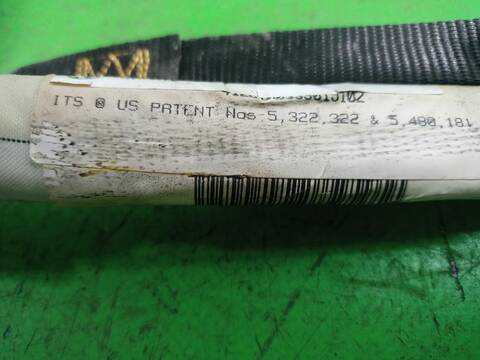 ITS ® US PATENT Nos 5,322,322 & 5,480,181